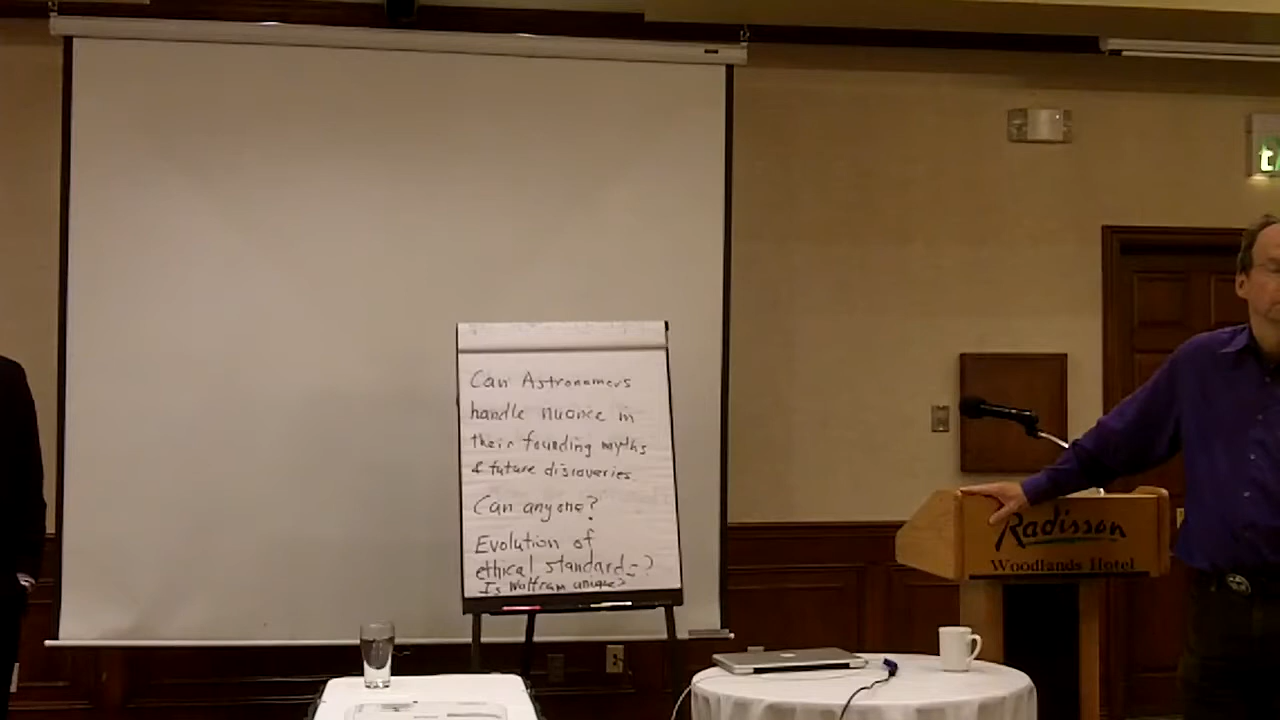 Can Astronomers
handle nuance in
their founding myths
& future discoveries.
Can anyone?
Evolution of
ethical standards?
Is Wolfram unique?
Radisson
Woodlands Hotel